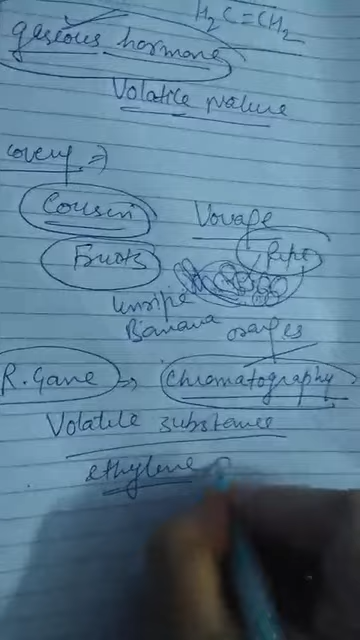 H₂C=CH₂
gaseous hormone
Volatile nature
covery ⇒
Cousin Voyage
Fruits Ripe
unripe
Banana oranges
R. Gane → Chromatography
Volatile substance
ethylene